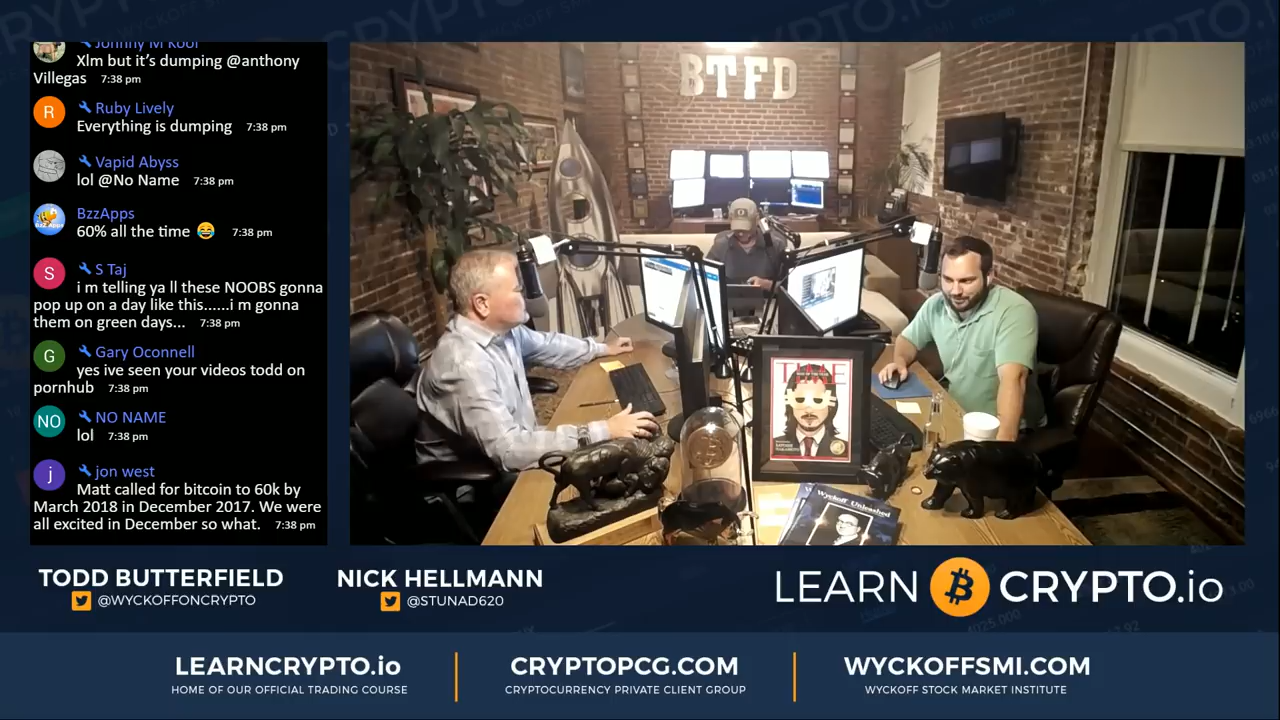 Johnny M Kool
Xlm but it's dumping @anthony
Villegas 7:38 pm
R
Ruby Lively
Everything is dumping 7:38 pm
Vapid Abyss
lol @No Name 7:38 pm
BzzApps
60% all the time 😂 7:38 pm
S
S Taj
i m telling ya ll these NOOBS gonna
pop up on a day like this......i m gonna
them on green days... 7:38 pm
G
Gary Oconnell
yes ive seen your videos todd on
pornhub 7:38 pm
NO
NO NAME
lol 7:38 pm
j
jon west
Matt called for bitcoin to 60k by
March 2018 in December 2017. We were
all excited in December so what. 7:38 pm
BTFD
TIME
Wyckoff Unleashed
TODD BUTTERFIELD
@WYCKOFFONCRYPTO
NICK HELLMANN
@STUNAD620
LEARN CRYPTO.io
LEARNCRYPTO.io
HOME OF OUR OFFICIAL TRADING COURSE
CRYPTOPCG.COM
CRYPTOCURRENCY PRIVATE CLIENT GROUP
WYCKOFFSMI.COM
WYCKOFF STOCK MARKET INSTITUTE